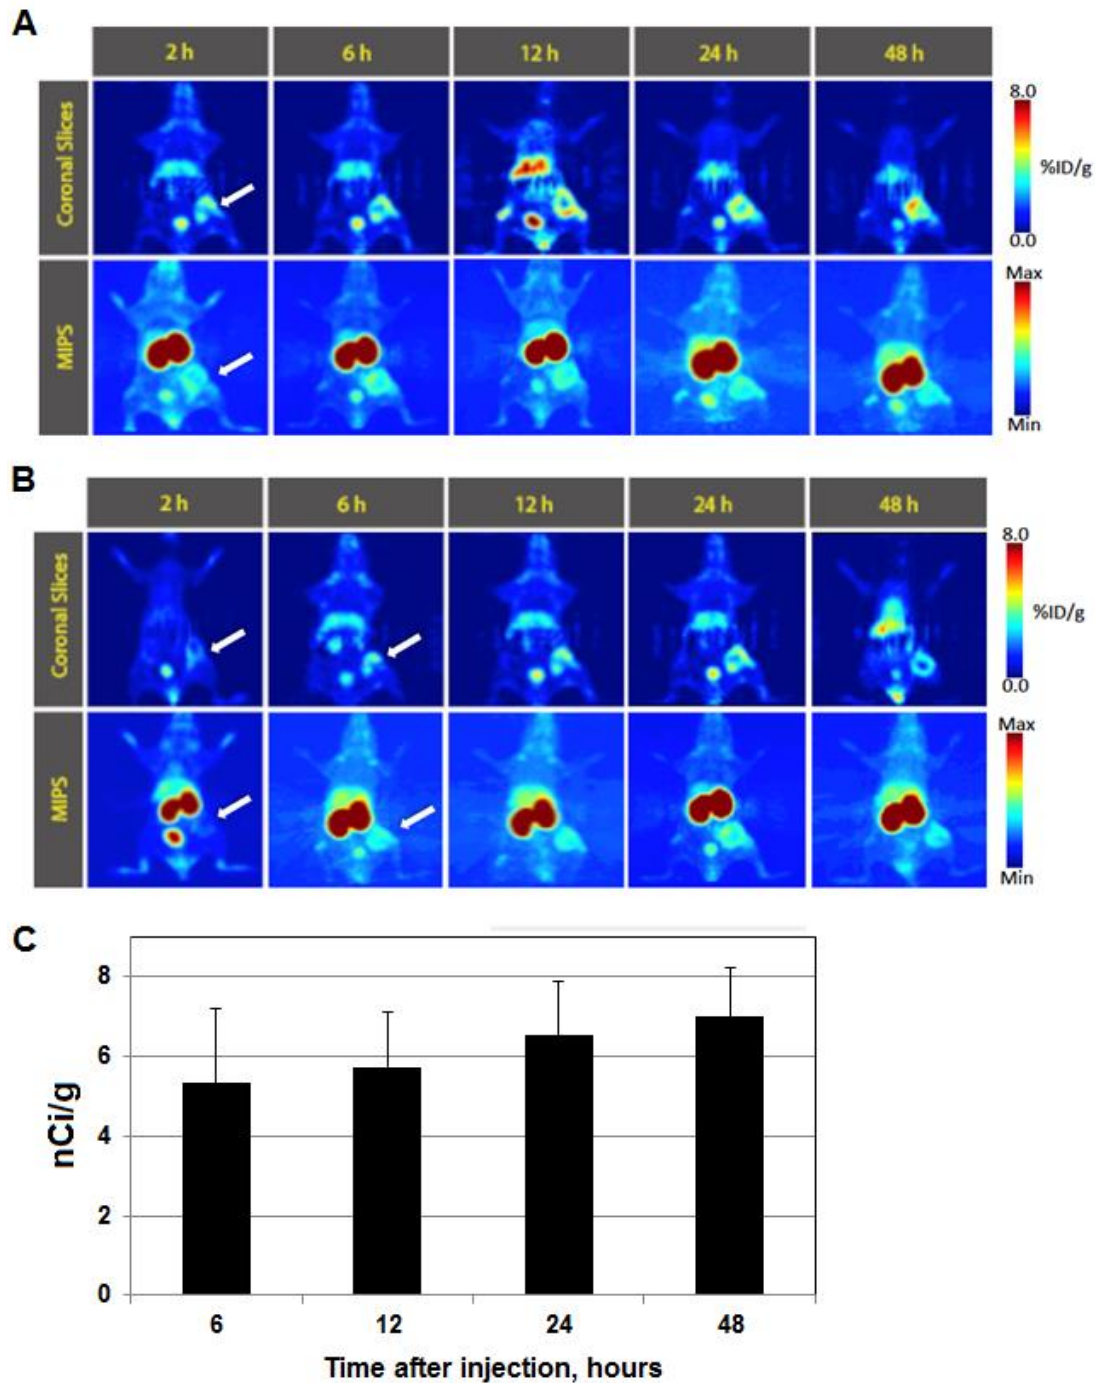 A
2 h 6 h 12 h 24 h 48 h
Coronal Slices
8.0
%ID/g
0.0
MIPS
Max
Min
B
2 h 6 h 12 h 24 h 48 h
Coronal Slices
8.0
%ID/g
0.0
MIPS
Max
Min
C
nCi/g
8
6
4
2
0
6 12 24 48
Time after injection, hours